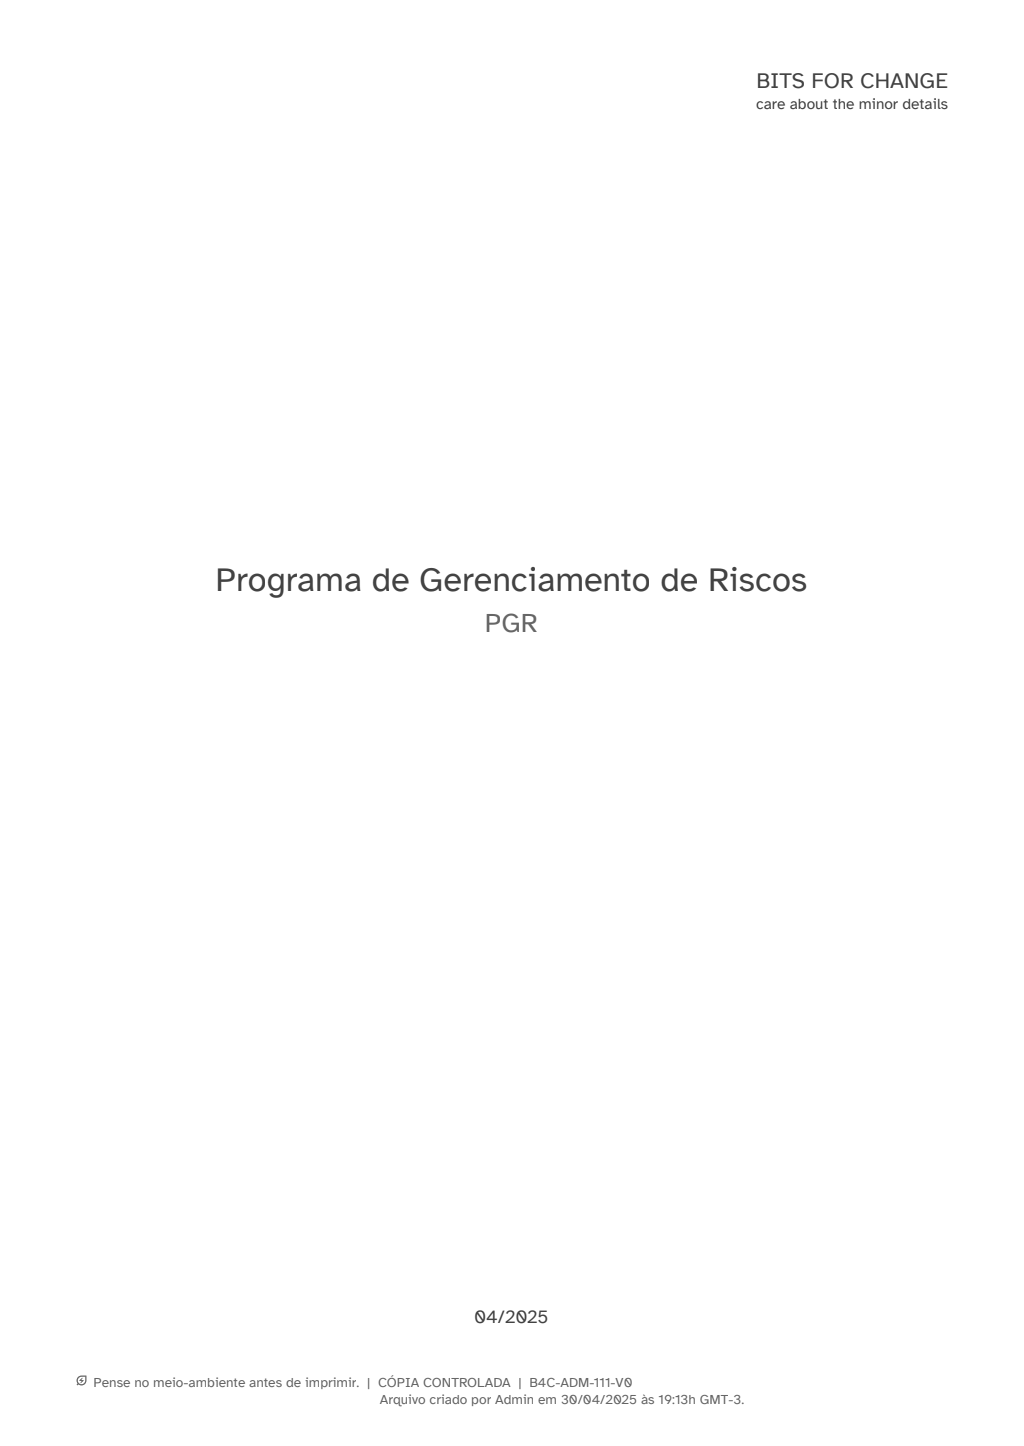 BITS FOR CHANGE
care about the minor details
Programa de Gerenciamento de Riscos
PGR
04/2025
Pense no meio-ambiente antes de imprimir. | CÓPIA CONTROLADA | B4C-ADM-111-V0
Arquivo criado por Admin em 30/04/2025 às 19:13h GMT-3.